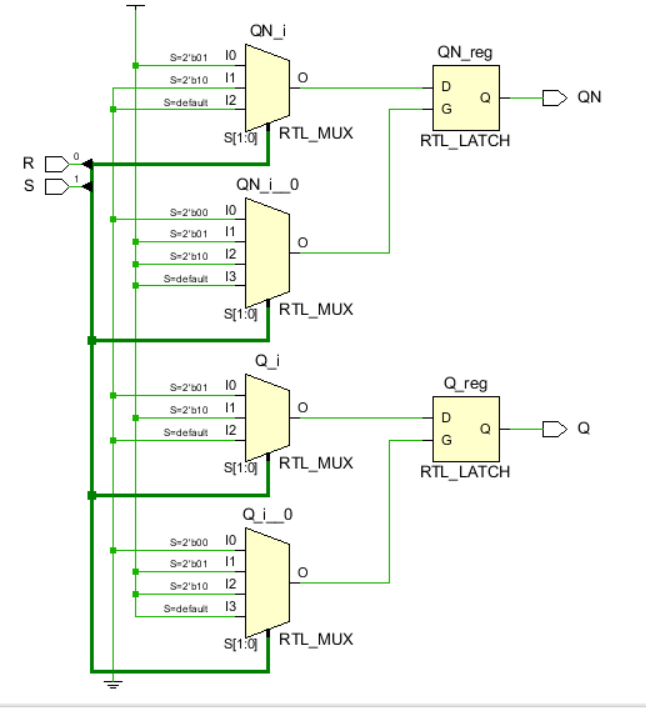 QN_i
S=2'b01 I0
S=2'b10 I1 O
S=default I2
S[1:0] RTL_MUX
QN_reg
D Q QN
G
RTL_LATCH
R 0
S 1
QN_i__0
S=2'b00 I0
S=2'b01 I1
S=2'b10 I2 O
S=default I3
S[1:0] RTL_MUX
Q_i
S=2'b01 I0
S=2'b10 I1 O
S=default I2
S[1:0] RTL_MUX
Q_reg
D Q Q
G
RTL_LATCH
Q_i__0
S=2'b00 I0
S=2'b01 I1
S=2'b10 I2 O
S=default I3
S[1:0] RTL_MUX